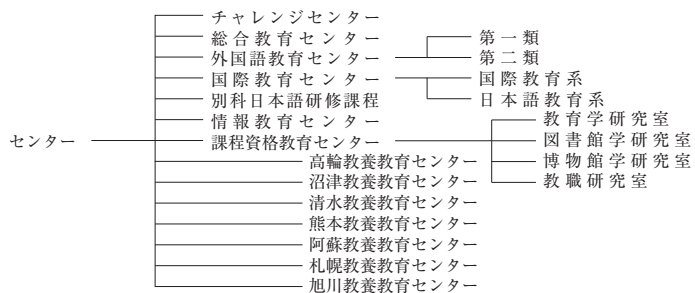 チャレンジセンター
総合教育センター
第一類
外国語教育センター
第二類
国際教育センター
国際教育系
別科日本語研修課程
日本語教育系
情報教育センター
教育学研究室
センター
課程資格教育センター
図書館学研究室
高輪教養教育センター
博物館学研究室
沼津教養教育センター
教職研究室
清水教養教育センター
熊本教養教育センター
阿蘇教養教育センター
札幌教養教育センター
旭川教養教育センター